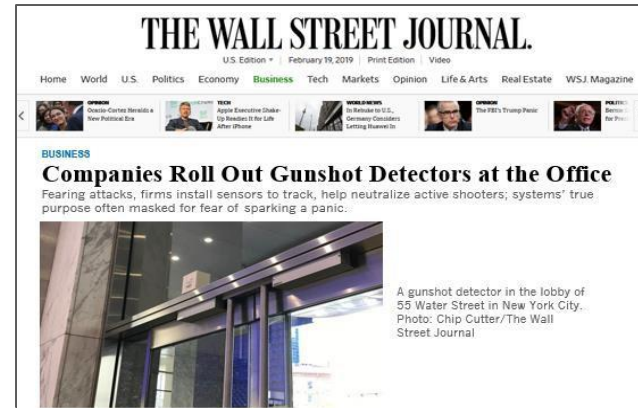 THE WALL STREET JOURNAL.
U.S. Edition | February 19, 2019 | Print Edition | Video
Home World U.S. Politics Economy Business Tech Markets Opinion Life & Arts Real Estate WSJ. Magazine
<
OPINION
Ocasio-Cortez Heralds a
New Political Era
TECH
Apple Executive Shake-
Up Readies It for Life
After iPhone
WORLD NEWS
In Rebuke to U.S.,
Germany Considers
Letting Huawei In
OPINION
The FBI's Trump Panic
BUSINESS
Companies Roll Out Gunshot Detectors at the Office
Fearing attacks, firms install sensors to track, help neutralize active shooters; systems' true
purpose often masked for fear of sparking a panic.
A gunshot detector in the lobby of
55 Water Street in New York City.
Photo: Chip Cutter/The Wall
Street Journal